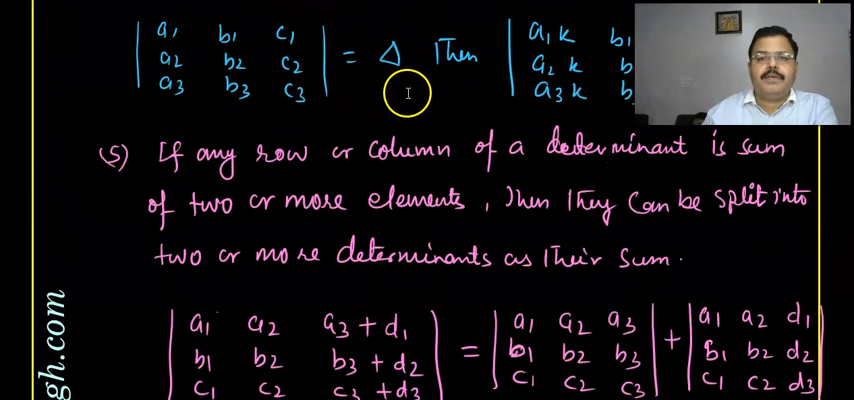 | a1 b1 c1 | | a1 k b1
| a2 b2 c2 | = Δ Then | a2 k b
| a3 b3 c3 | | a3 k b
(5) If any row or column of a determinant is sum
of two or more elements, Then They can be split into
two or more determinants as Their sum.
| a1 a2 a3 + d1 | | a1 a2 a3 | | a1 a2 d1 |
| b1 b2 b3 + d2 | = | b1 b2 b3 | + | b1 b2 d2 |
| c1 c2 c3 + d3 | | c1 c2 c3 | | c1 c2 d3 |
gh.com